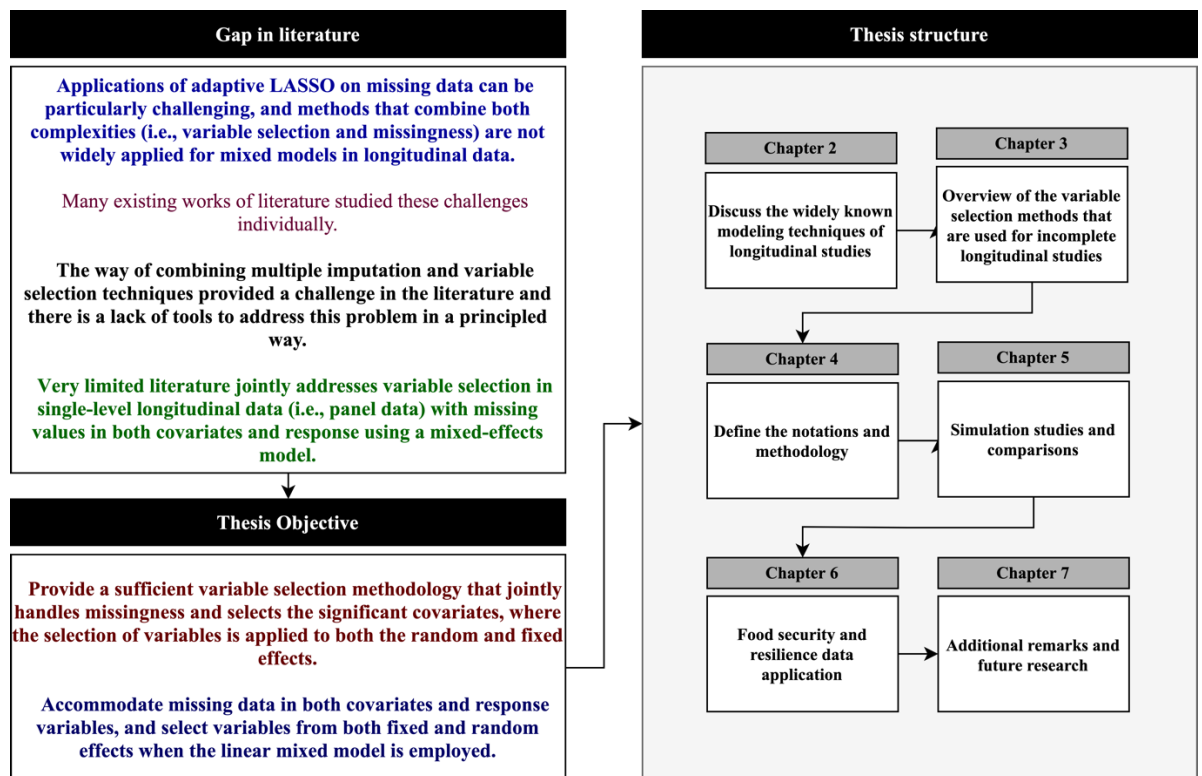 Gap in literature
Applications of adaptive LASSO on missing data can be
particularly challenging, and methods that combine both
complexities (i.e., variable selection and missingness) are not
widely applied for mixed models in longitudinal data.
Many existing works of literature studied these challenges
individually.
The way of combining multiple imputation and variable
selection techniques provided a challenge in the literature and
there is a lack of tools to address this problem in a principled
way.
Very limited literature jointly addresses variable selection in
single-level longitudinal data (i.e., panel data) with missing
values in both covariates and response using a mixed-effects
model.
Thesis Objective
Provide a sufficient variable selection methodology that jointly
handles missingness and selects the significant covariates, where
the selection of variables is applied to both the random and fixed
effects.
Accommodate missing data in both covariates and response
variables, and select variables from both fixed and random
effects when the linear mixed model is employed.
Thesis structure
Chapter 2
Discuss the widely known
modeling techniques of
longitudinal studies
Chapter 3
Overview of the variable
selection methods that
are used for incomplete
longitudinal studies
Chapter 4
Define the notations and
methodology
Chapter 5
Simulation studies and
comparisons
Chapter 6
Food security and
resilience data
application
Chapter 7
Additional remarks and
future research